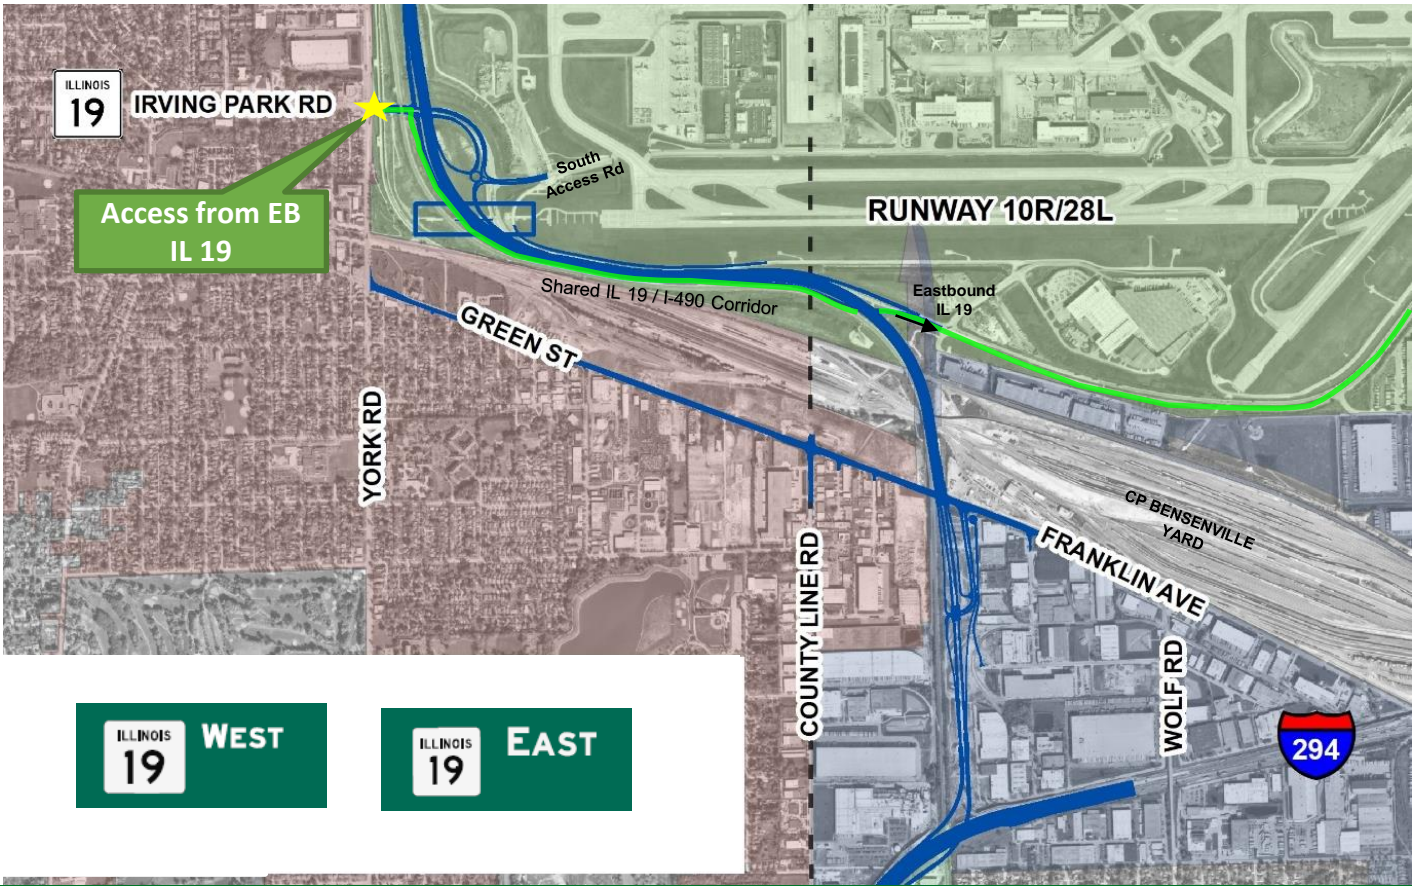 ILLINOIS
19
IRVING PARK RD
Access from EB
IL 19
South
Access Rd
RUNWAY 10R/28L
Shared IL 19 / I-490 Corridor
Eastbound
IL 19
GREEN ST
YORK RD
CP BENSENVILLE
YARD
FRANKLIN AVE
COUNTY LINE RD
WOLF RD
294
ILLINOIS
19
WEST
ILLINOIS
19
EAST